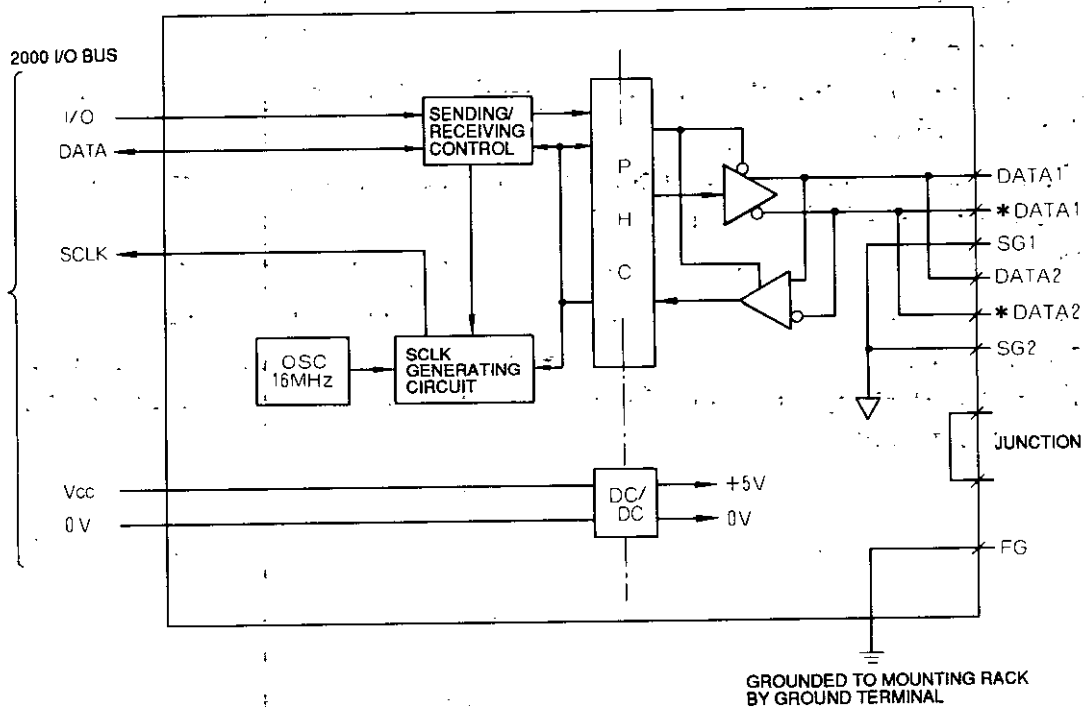 2000 I/O BUS
I/O
DATA
SCLK
Vcc
0V
SENDING/
RECEIVING
CONTROL
OSC
16MHz
SCLK
GENERATING
CIRCUIT
P
H
C
DC/
DC
+5V
0V
DATA1
*DATA1
SG1
DATA2
*DATA2
SG2
JUNCTION
FG
GROUNDED TO MOUNTING RACK
BY GROUND TERMINAL